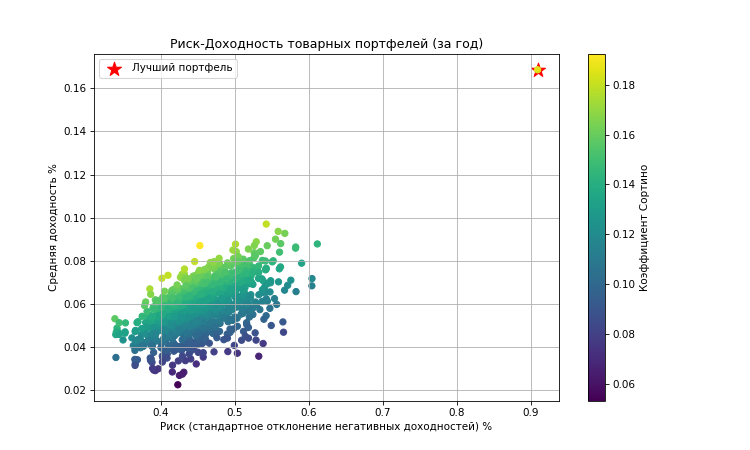 Риск-Доходность товарных портфелей (за год)
Лучший портфель
Средняя доходность %
0.16
0.14
0.12
0.10
0.08
0.06
0.04
0.02
0.4 0.5 0.6 0.7 0.8 0.9
Риск (стандартное отклонение негативных доходностей) %
0.18
0.16
0.14
0.12
0.10
0.08
0.06
Коэффициент Сортино